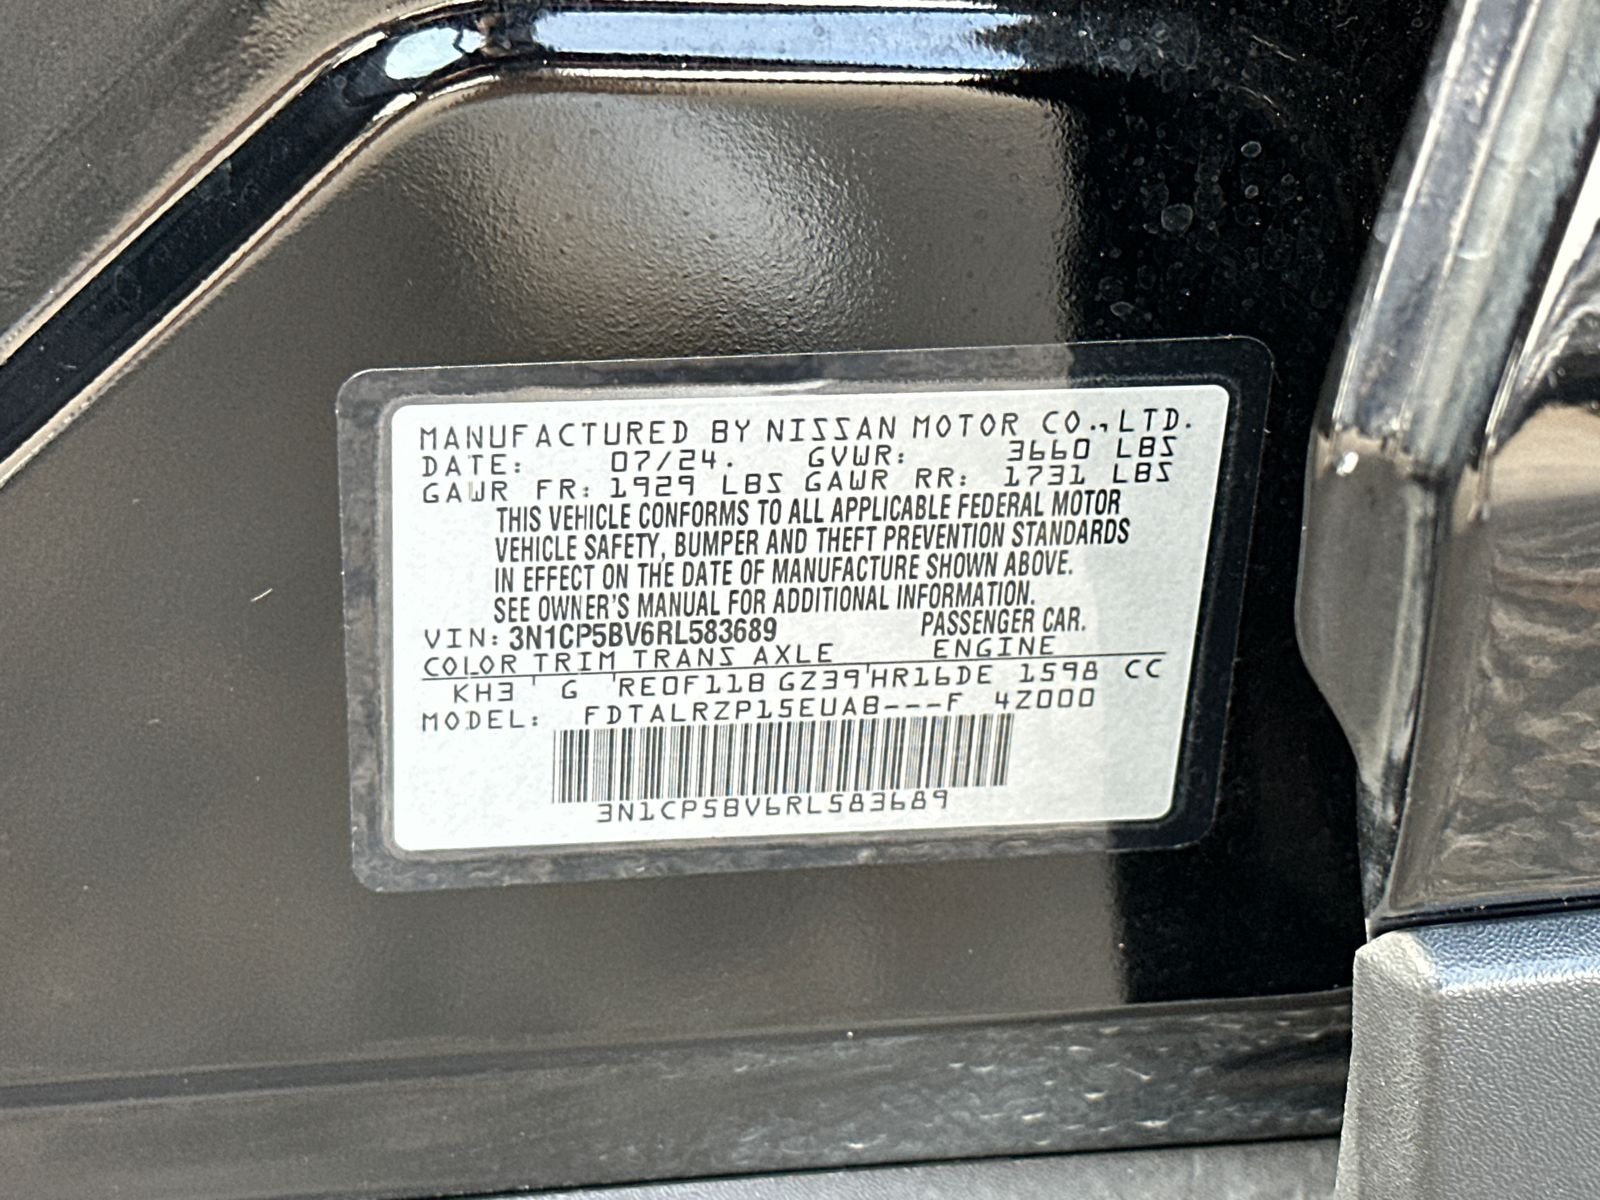 MANUFACTURED BY NISSAN MOTOR CO., LTD.
DATE: 07/24. GVWR: 3660 LBS
GAWR FR: 1929 LBS GAWR RR: 1731 LBS
THIS VEHICLE CONFORMS TO ALL APPLICABLE FEDERAL MOTOR
VEHICLE SAFETY, BUMPER AND THEFT PREVENTION STANDARDS
IN EFFECT ON THE DATE OF MANUFACTURE SHOWN ABOVE.
SEE OWNER'S MANUAL FOR ADDITIONAL INFORMATION.
VIN: 3N1CP5BV6RL583689 PASSENGER CAR.
COLOR TRIM TRANS AXLE ENGINE
KH3 ' G 'RE0F11B GZ39'HR16DE 1598 CC
MODEL: FDTALRZP15EUAB---F 4Z000
3N1CP5BV6RL583689